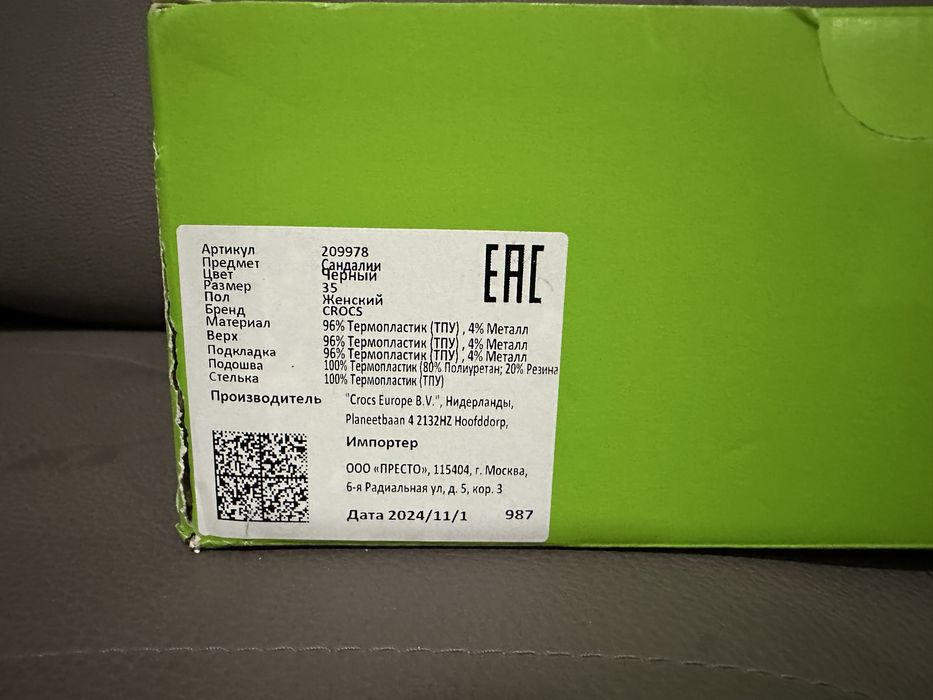 Артикул 209978
Предмет Сандалии
Цвет Черный
Размер 35
Пол Женский
Бренд CROCS
Материал 96% Термопластик (ТПУ) , 4% Металл
Верх 96% Термопластик (ТПУ) , 4% Металл
Подкладка 96% Термопластик (ТПУ) , 4% Металл
Подошва 100% Термопластик (80% Полиуретан; 20% Резина
Стелька 100% Термопластик (ТПУ)
Производитель "Crocs Europe B.V.", Нидерланды,
Planeetbaan 4 2132HZ Hoofddorp,
Импортер
ООО «ПРЕСТО», 115404, г. Москва,
6-я Радиальная ул, д. 5, кор. 3
Дата 2024/11/1 987
EAC